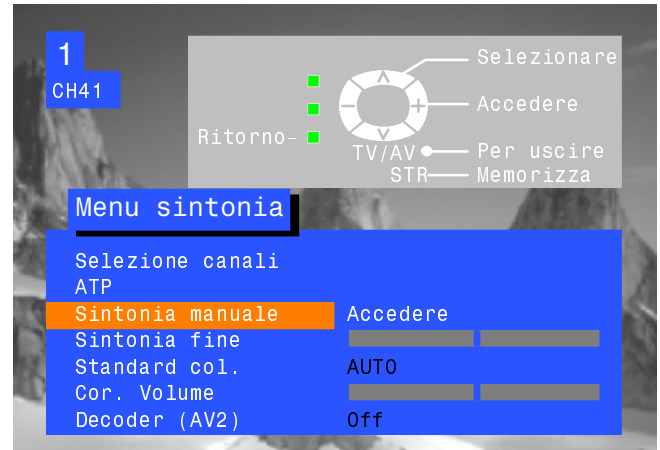 1
CH41
Selezionare
Accedere
Ritorno
TV/AV Per uscire
STR Memorizza
Menu sintonia
Selezione canali
ATP
Sintonia manuale Accedere
Sintonia fine
Standard col. AUTO
Cor. Volume
Decoder (AV2) Off